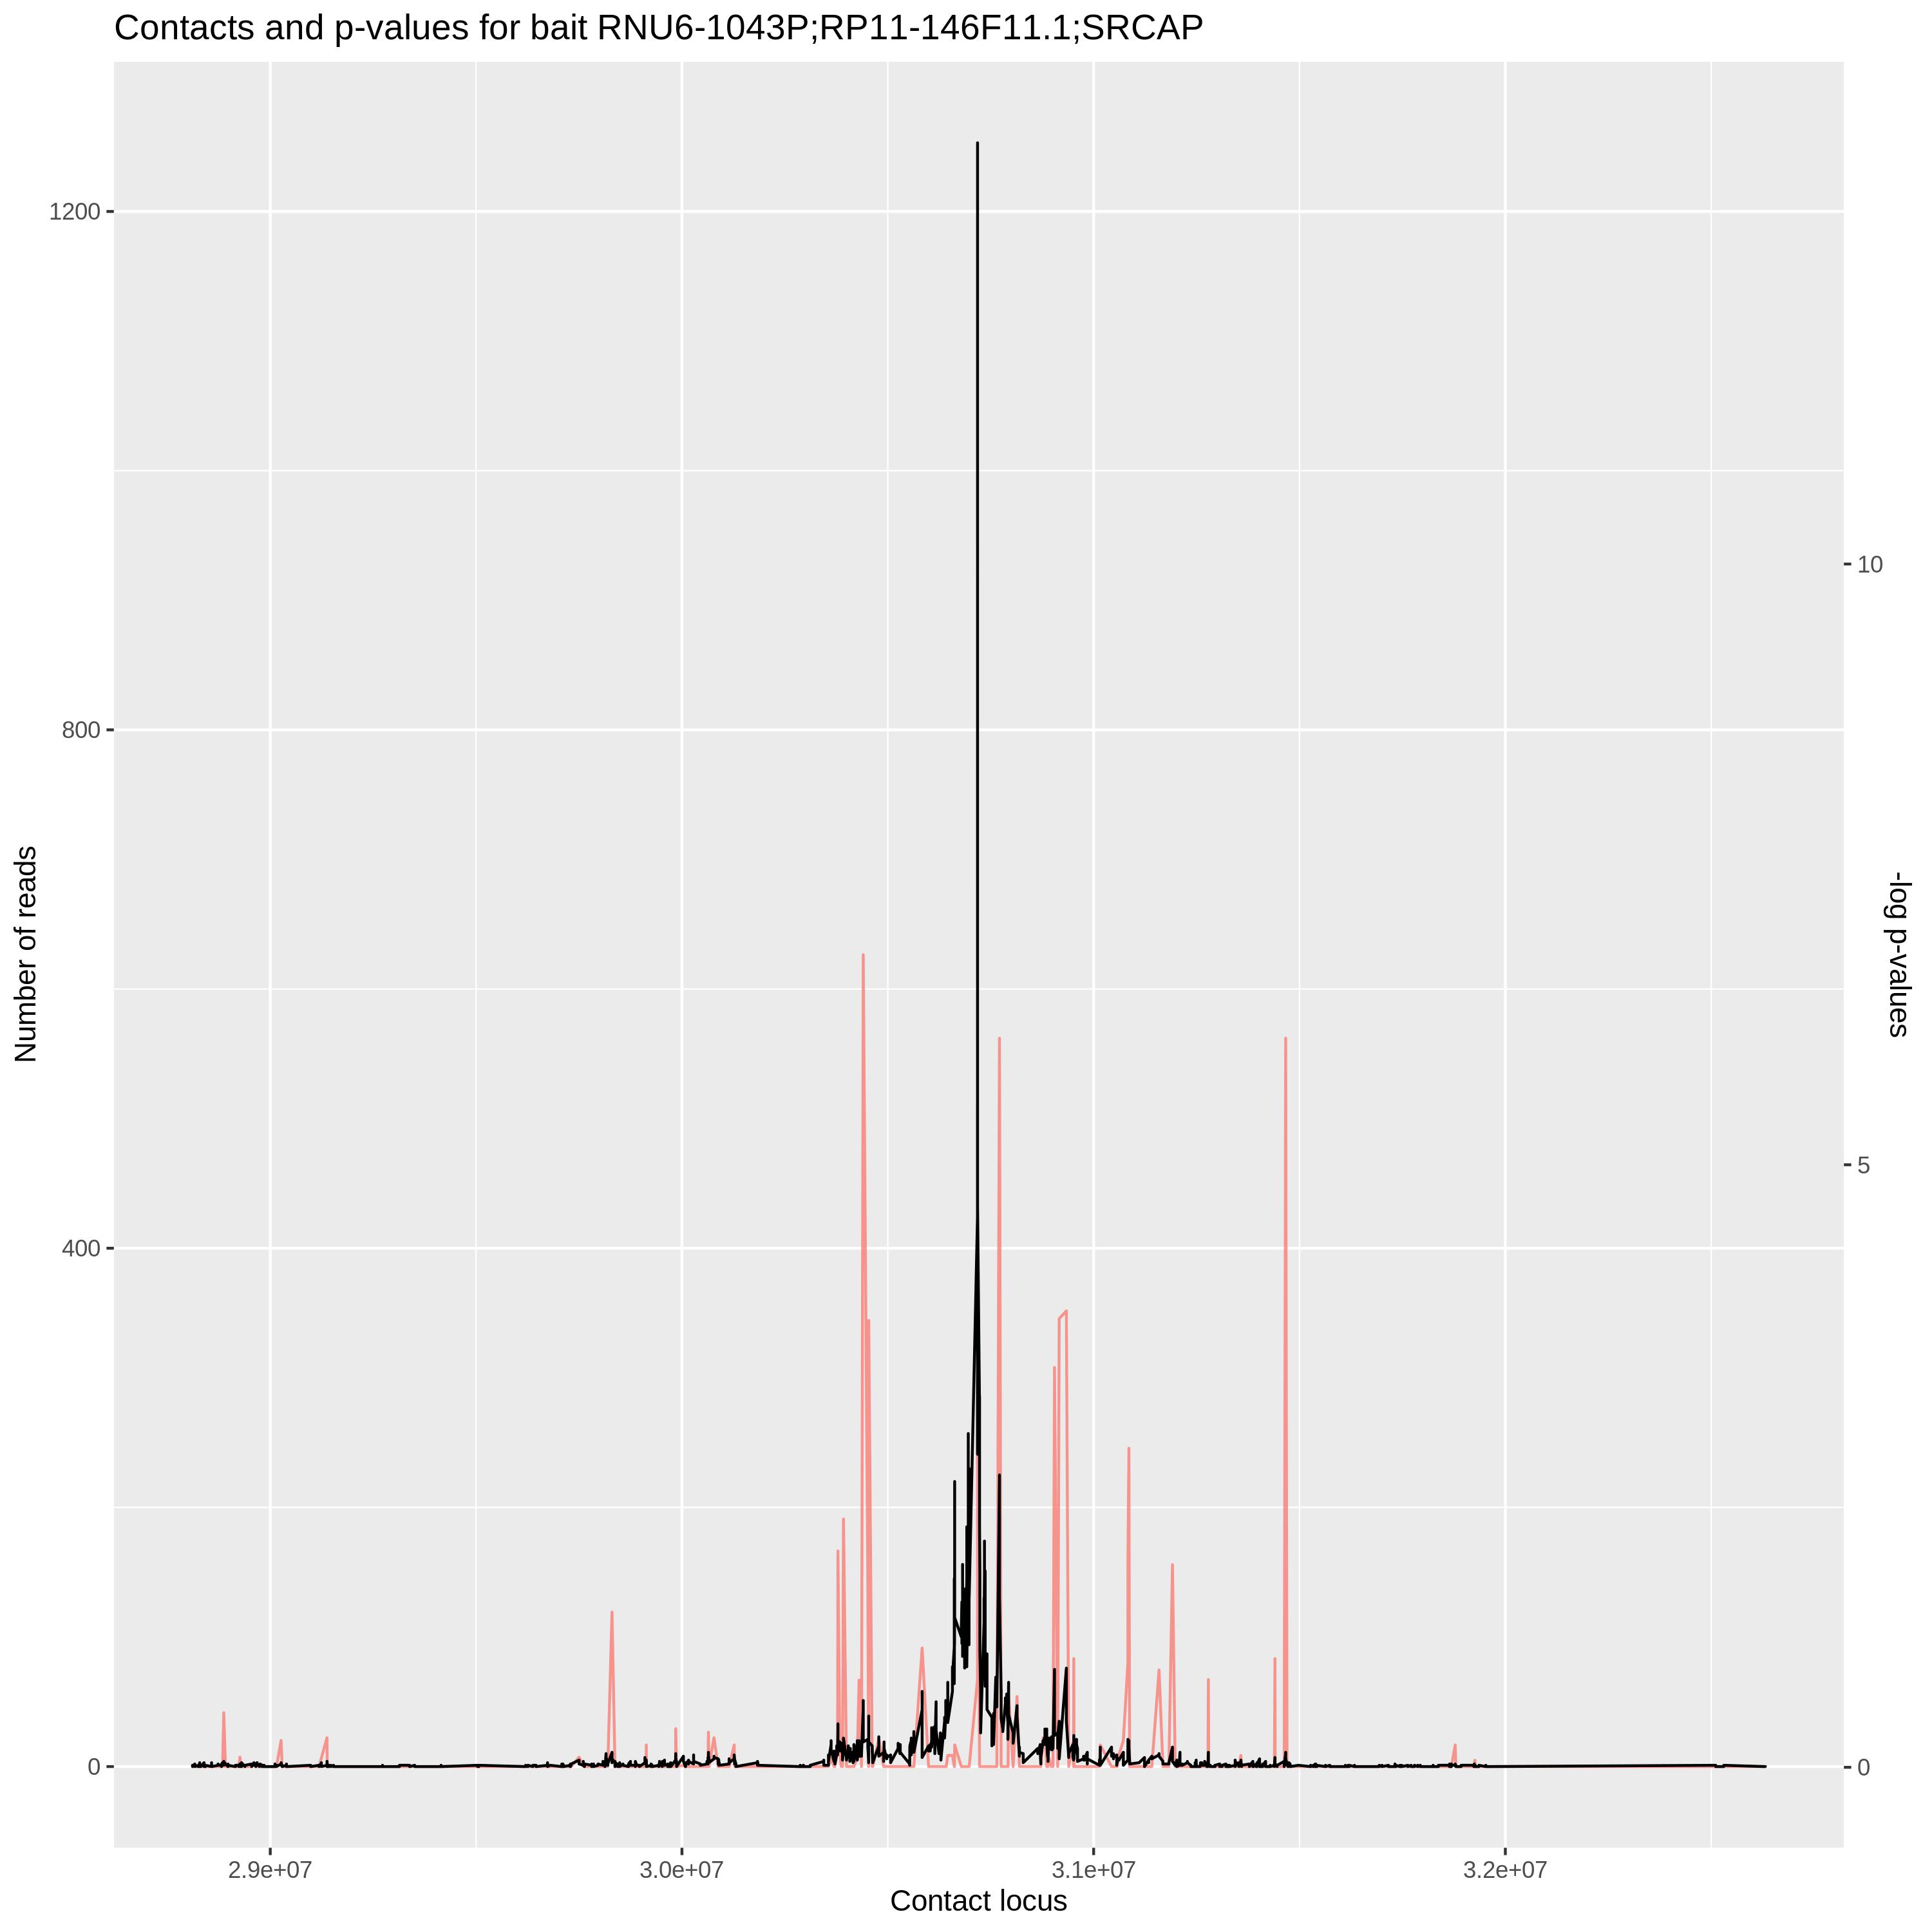 Contacts and p-values for bait RNU6-1043P;RP11-146F11.1;SRCAP
1200
800
400
0
Number of reads
10
5
0
-log p-values
2.9e+07
3.0e+07
3.1e+07
3.2e+07
Contact locus